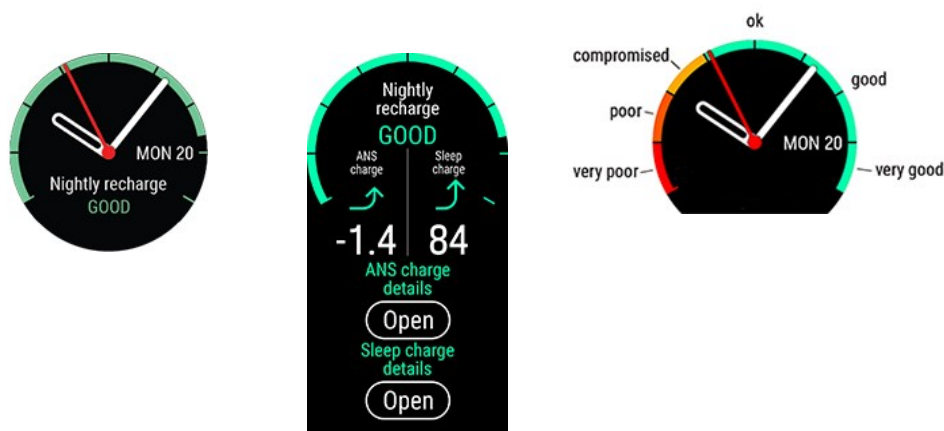 MON 20
Nightly recharge
GOOD
Nightly
recharge
GOOD
ANS
charge
Sleep
charge
-1.4
84
ANS charge
details
Open
Sleep charge
details
Open
ok
compromised
good
poor
MON 20
very poor
very good